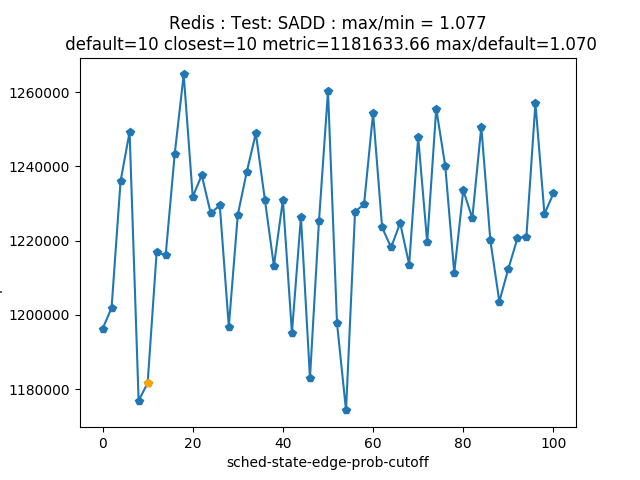 Redis : Test: SADD : max/min = 1.077
default=10 closest=10 metric=1181633.66 max/default=1.070
1260000
1240000
1220000
1200000
1180000
0 20 40 60 80 100
sched-state-edge-prob-cutoff